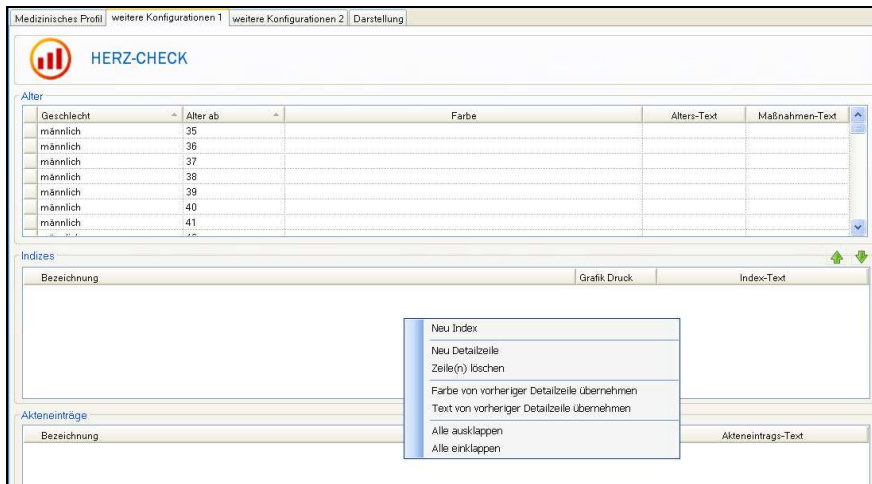 Medizinisches Profil weitere Konfigurationen 1 weitere Konfigurationen 2 Darstellung
HERZ-CHECK
Alter
Geschlecht Alter ab Farbe Alters-Text Maßnahmen-Text
männlich 35
männlich 36
männlich 37
männlich 38
männlich 39
männlich 40
männlich 41
Indizes
Bezeichnung Grafik Druck Index-Text
Neu Index
Neu Detailzeile
Zeile(n) löschen
Farbe von vorheriger Detailzeile übernehmen
Text von vorheriger Detailzeile übernehmen
Alle ausklappen
Alle einklappen
Akteneinträge
Bezeichnung Akteneintrags-Text